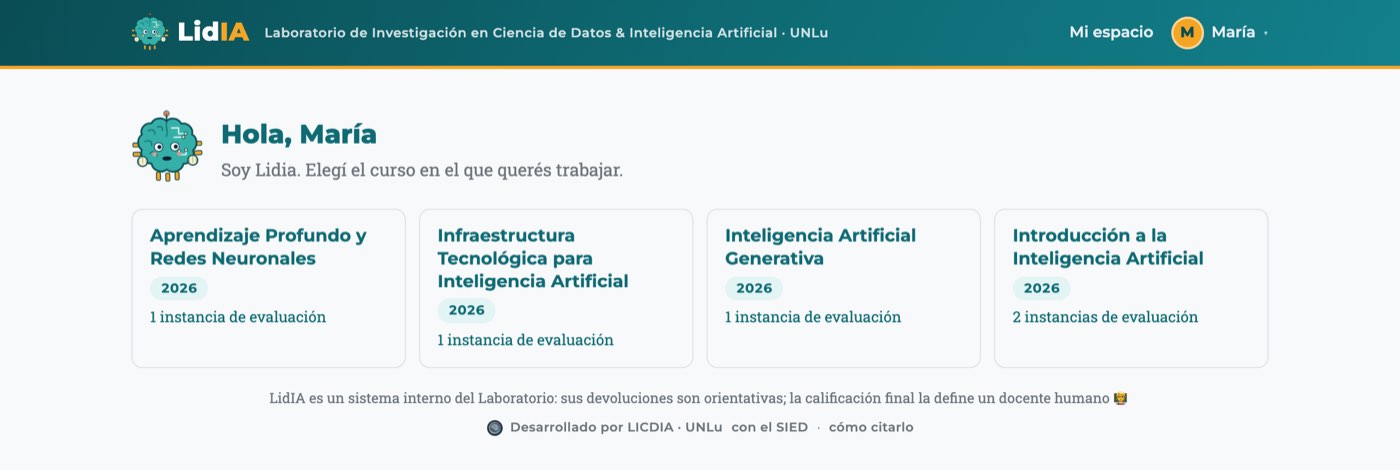 LidIA Laboratorio de Investigación en Ciencia de Datos & Inteligencia Artificial · UNLu Mi espacio M María
Hola, María
Soy Lidia. Elegí el curso en el que querés trabajar.
Aprendizaje Profundo y
Redes Neuronales
2026
1 instancia de evaluación
Infraestructura
Tecnológica para
Inteligencia Artificial
2026
1 instancia de evaluación
Inteligencia Artificial
Generativa
2026
1 instancia de evaluación
Introducción a la
Inteligencia Artificial
2026
2 instancias de evaluación
LidIA es un sistema interno del Laboratorio: sus devoluciones son orientativas; la calificación final la define un docente humano
Desarrollado por LICDIA · UNLu con el SIED · cómo citarlo